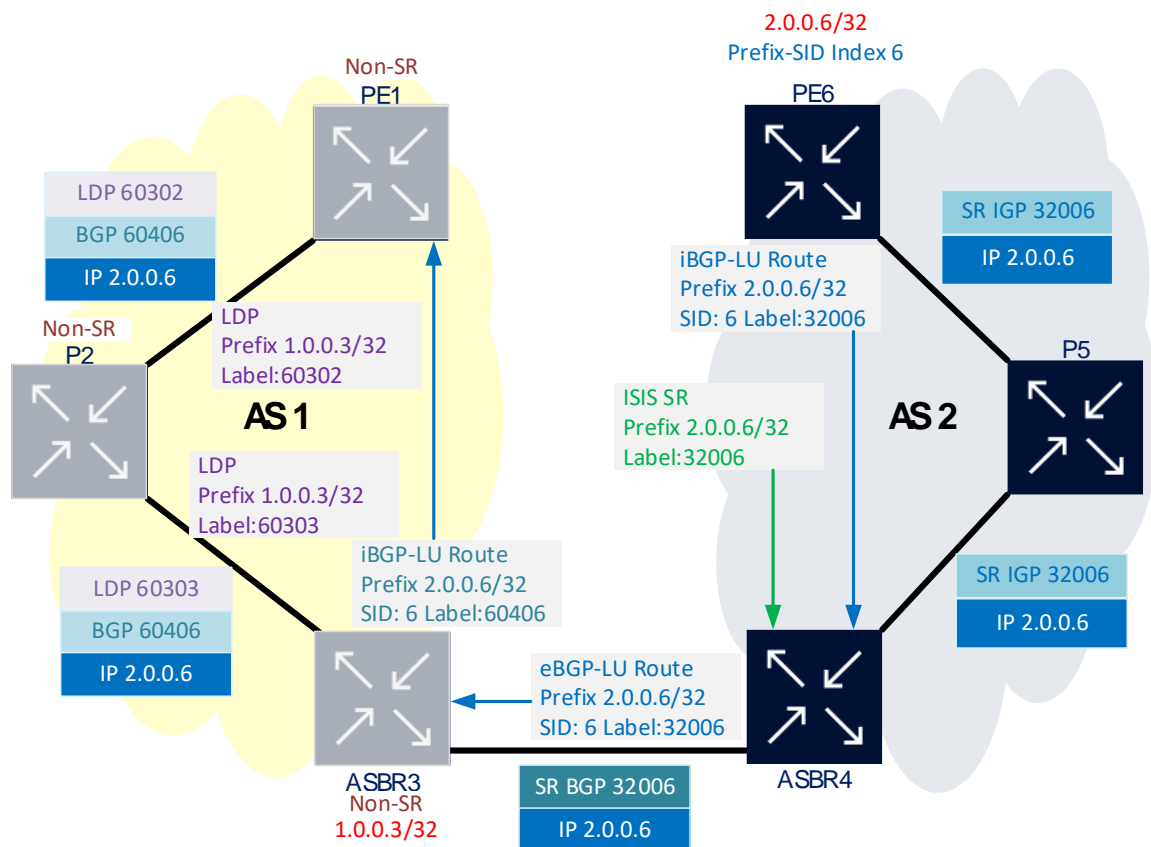 2.0.0.6/32
Prefix-SID Index 6
Non-SR
PE1
PE6
LDP 60302
BGP 60406
IP 2.0.0.6
SR IGP 32006
IP 2.0.0.6
iBGP-LU Route
Prefix 2.0.0.6/32
SID: 6 Label:32006
LDP
Prefix 1.0.0.3/32
Label:60302
Non-SR
P2
P5
AS 1
ISIS SR
Prefix 2.0.0.6/32
Label:32006
AS 2
LDP
Prefix 1.0.0.3/32
Label:60303
iBGP-LU Route
Prefix 2.0.0.6/32
SID: 6 Label:60406
LDP 60303
BGP 60406
IP 2.0.0.6
SR IGP 32006
IP 2.0.0.6
eBGP-LU Route
Prefix 2.0.0.6/32
SID: 6 Label:32006
ASBR3
Non-SR
1.0.0.3/32
ASBR4
SR BGP 32006
IP 2.0.0.6